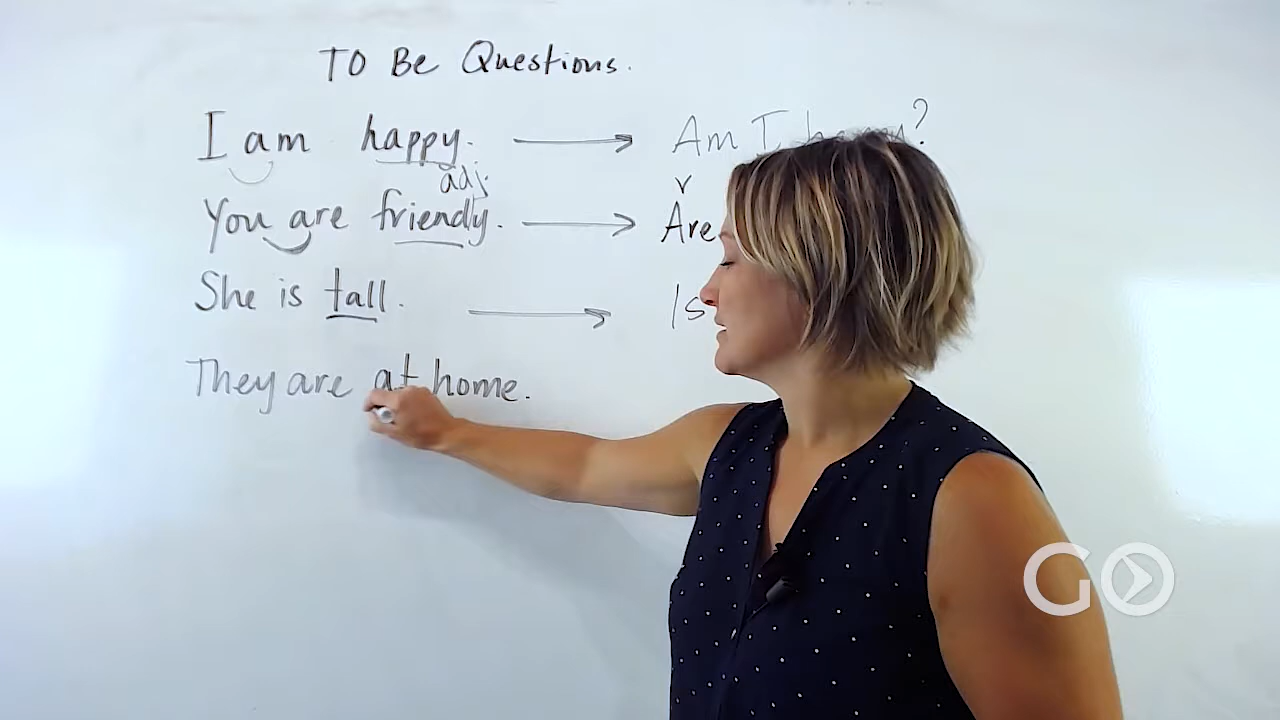 TO Be Questions.
I am happy. Am I
adj. v
You are friendly. Are
She is tall. Is
They are at home.
GO